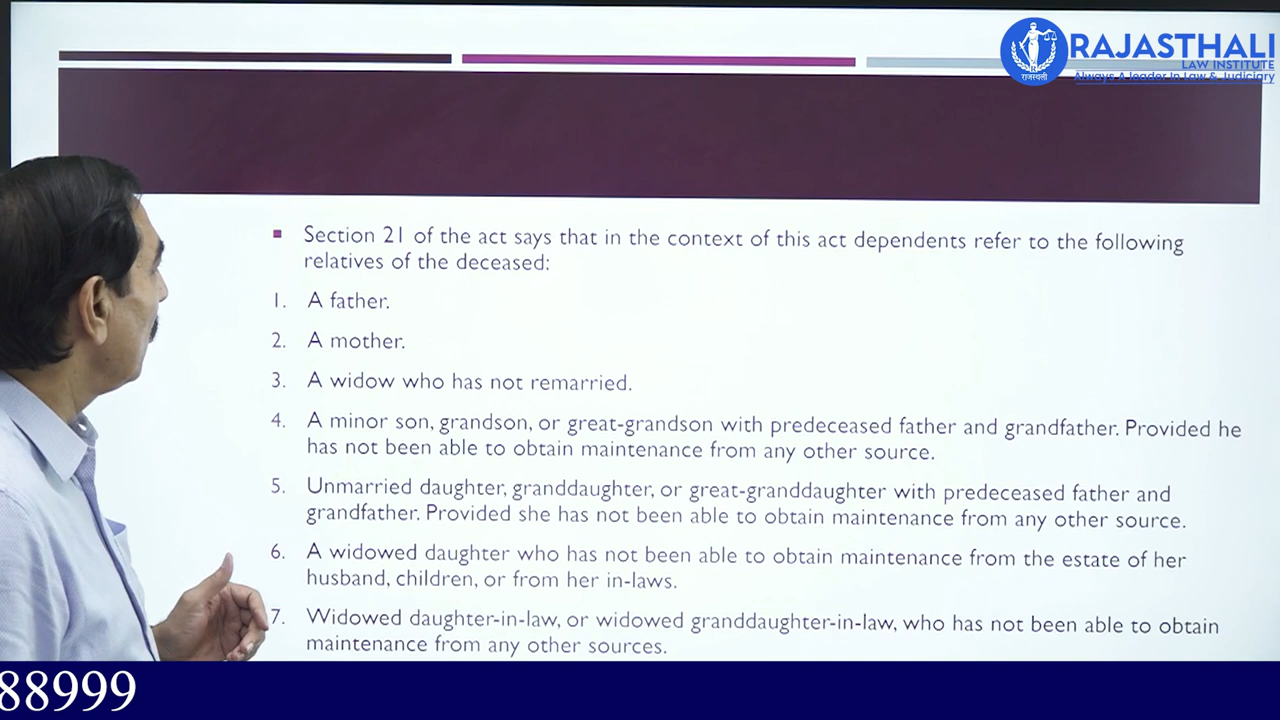 RAJASTHALI
LAW INSTITUTE
Always A leader In Law & Judiciary
राजस्थली
▪ Section 21 of the act says that in the context of this act dependents refer to the following
relatives of the deceased:
1. A father.
2. A mother.
3. A widow who has not remarried.
4. A minor son, grandson, or great-grandson with predeceased father and grandfather. Provided he
has not been able to obtain maintenance from any other source.
5. Unmarried daughter, granddaughter, or great-granddaughter with predeceased father and
grandfather. Provided she has not been able to obtain maintenance from any other source.
6. A widowed daughter who has not been able to obtain maintenance from the estate of her
husband, children, or from her in-laws.
7. Widowed daughter-in-law, or widowed granddaughter-in-law, who has not been able to obtain
maintenance from any other sources.
88999